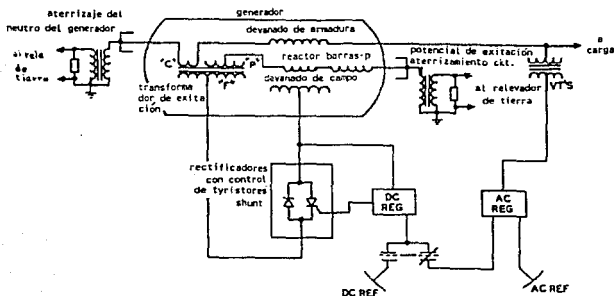 aterrizaje del
neutro del generador
generador
devanado de armadura
a
carga
al rela
de
tierra
"C"
"P"
"F"
reactor barras-p
devanado de campo
transforma
dor de exita
ción
potencial de exitación
aterrizamiento ckt.
al relevador
de tierra
VT'S
rectificadores
con control
de tyristores
shunt
DC
REG
AC
REG
DC REF
AC REF